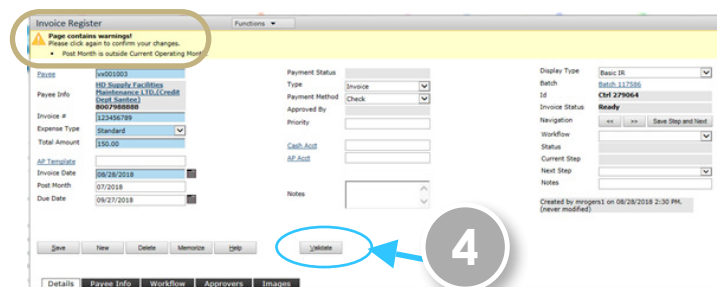 Invoice Register
Functions
Page contains warnings!
Please click again to confirm your changes.
Post Month is outside Current Operating Month
Payee vx001003
Payee Info HD Supply Facilities
Maintenance LTD.(Credit
Dept Santee)
8007988888
Invoice # 123456789
Expense Type Standard
Total Amount 150.00
AP Template
Invoice Date 08/28/2018
Post Month 07/2018
Due Date 09/27/2018
Payment Status
Type Invoice
Payment Method Check
Approved By
Priority
Cash Acct
AP Acct
Notes
Display Type Basic IR
Batch Batch 117586
Id Ctrl 279064
Invoice Status Ready
Navigation << >> Save Step and Next
Workflow
Status
Current Step
Next Step
Notes
Created by mrogers1 on 08/28/2018 2:30 PM.
(never modified)
Save New Delete Memorize Help Validate
4
Details Payee Info Workflow Approvers Images